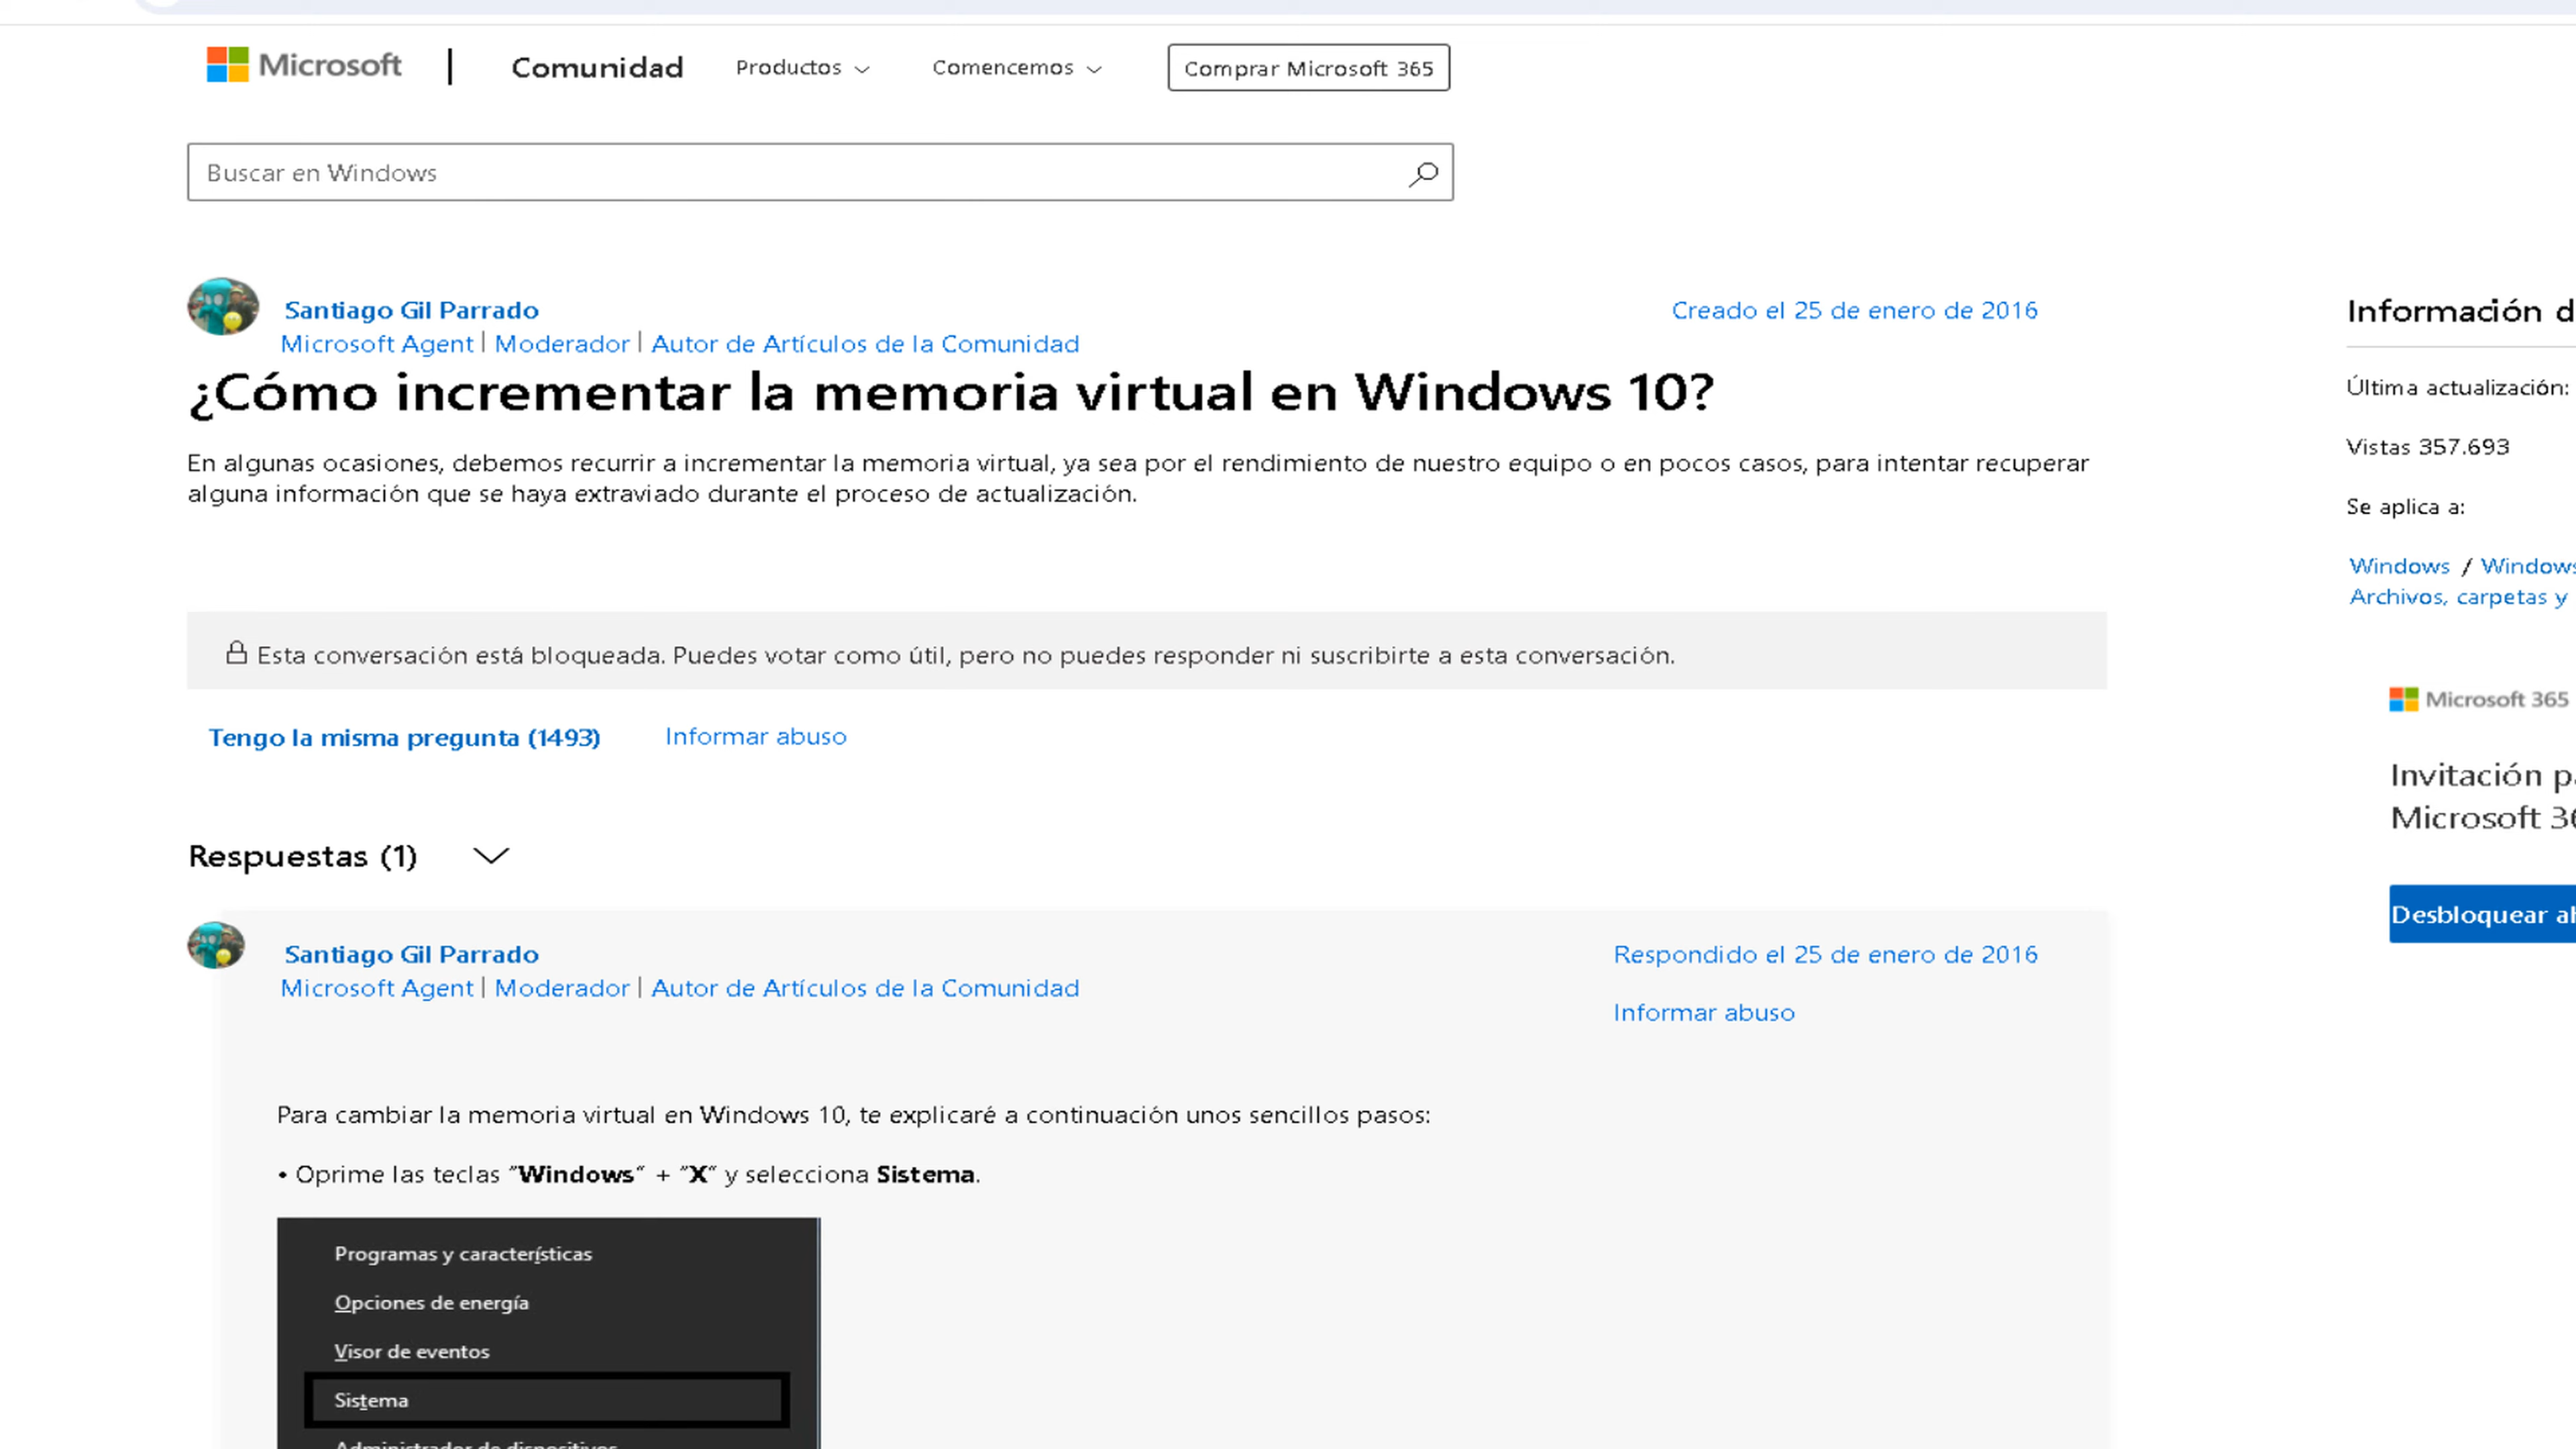 Microsoft | Comunidad Productos Comencemos Comprar Microsoft 365
Buscar en Windows
Santiago Gil Parrado
Creado el 25 de enero de 2016
Microsoft Agent | Moderador | Autor de Artículos de la Comunidad
¿Cómo incrementar la memoria virtual en Windows 10?
En algunas ocasiones, debemos recurrir a incrementar la memoria virtual, ya sea por el rendimiento de nuestro equipo o en pocos casos, para intentar recuperar
alguna información que se haya extraviado durante el proceso de actualización.
Esta conversación está bloqueada. Puedes votar como útil, pero no puedes responder ni suscribirte a esta conversación.
Tengo la misma pregunta (1493) Informar abuso
Respuestas (1)
Santiago Gil Parrado
Respondido el 25 de enero de 2016
Microsoft Agent | Moderador | Autor de Artículos de la Comunidad
Informar abuso
Para cambiar la memoria virtual en Windows 10, te explicaré a continuación unos sencillos pasos:
• Oprime las teclas “Windows“ + “X“ y selecciona Sistema.
Programas y características
Opciones de energía
Visor de eventos
Sistema
Administrador de dispositivos
Información d
Última actualización:
Vistas 357.693
Se aplica a:
Windows / Windows
Archivos, carpetas y
Microsoft 365
Invitación pa
Microsoft 36
Desbloquear ah